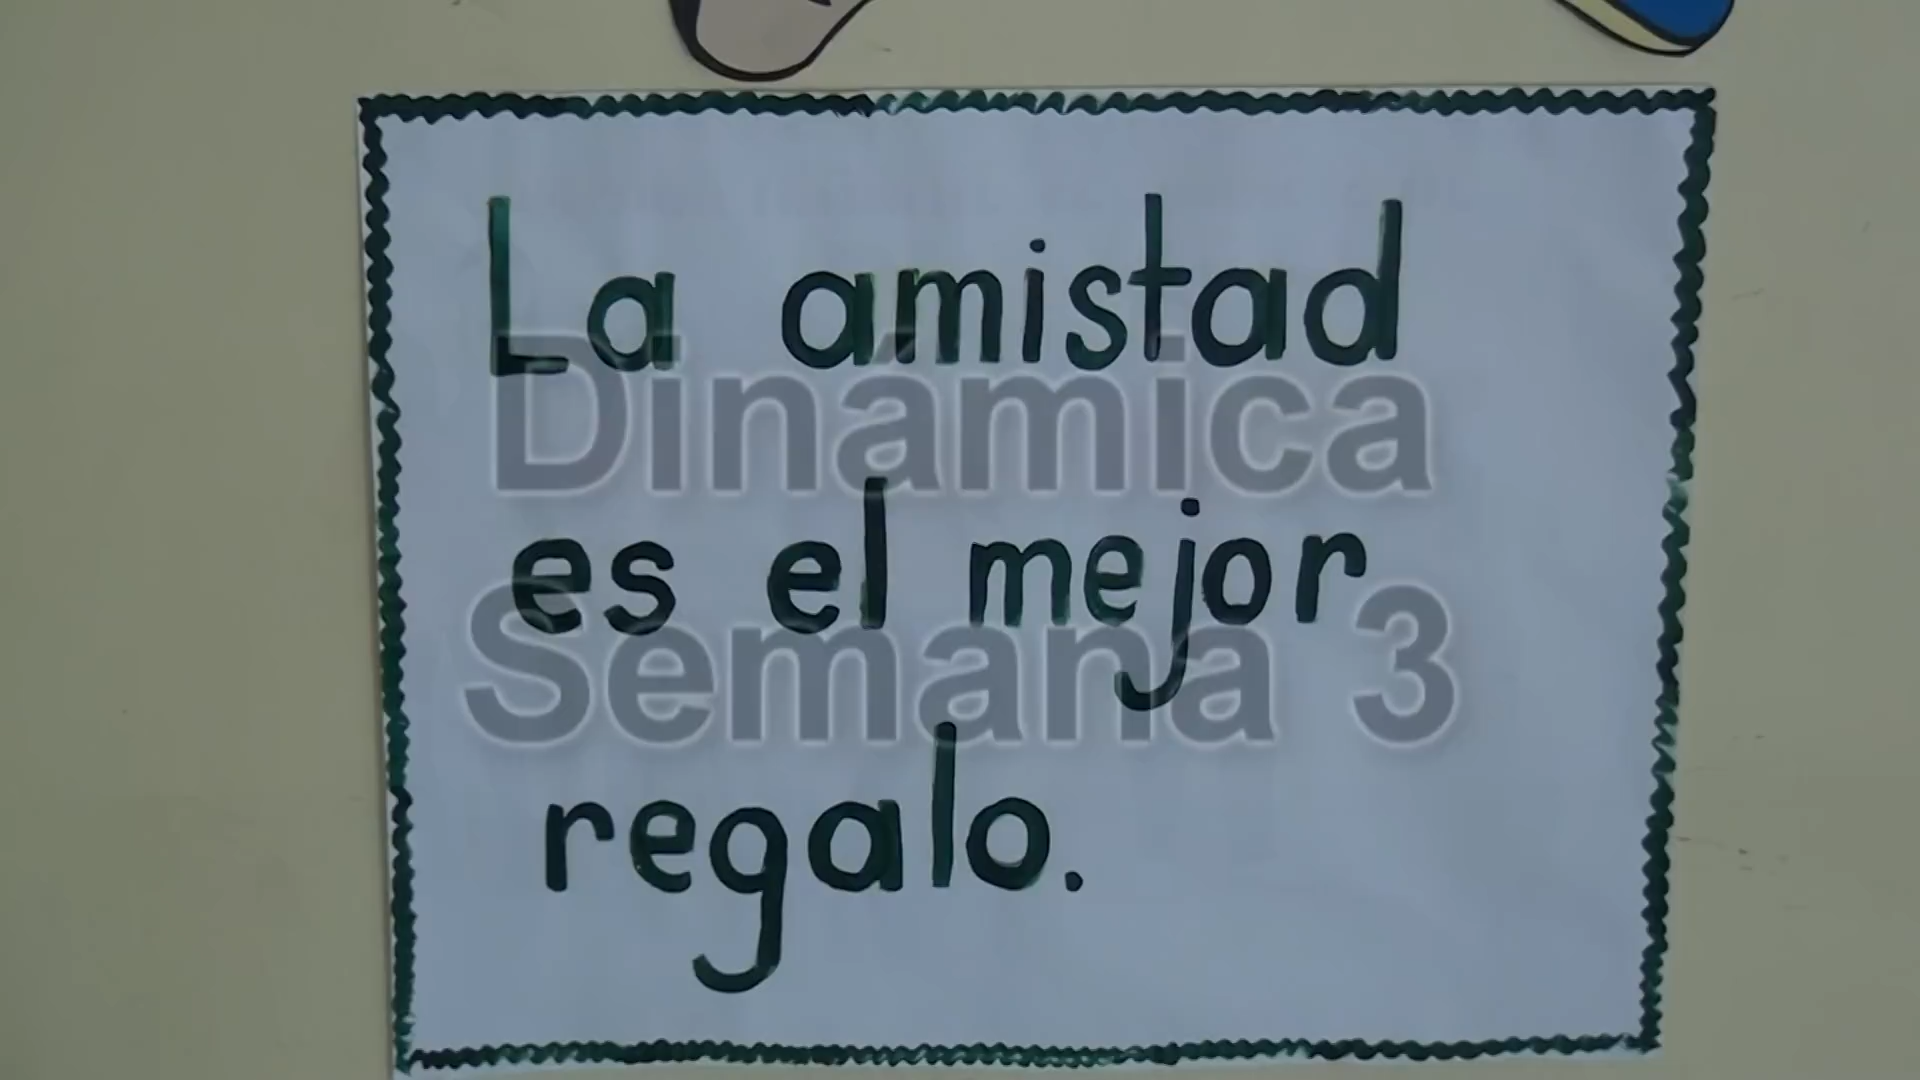 La amistad
Dinámica
es el mejor
Semana 3
regalo.